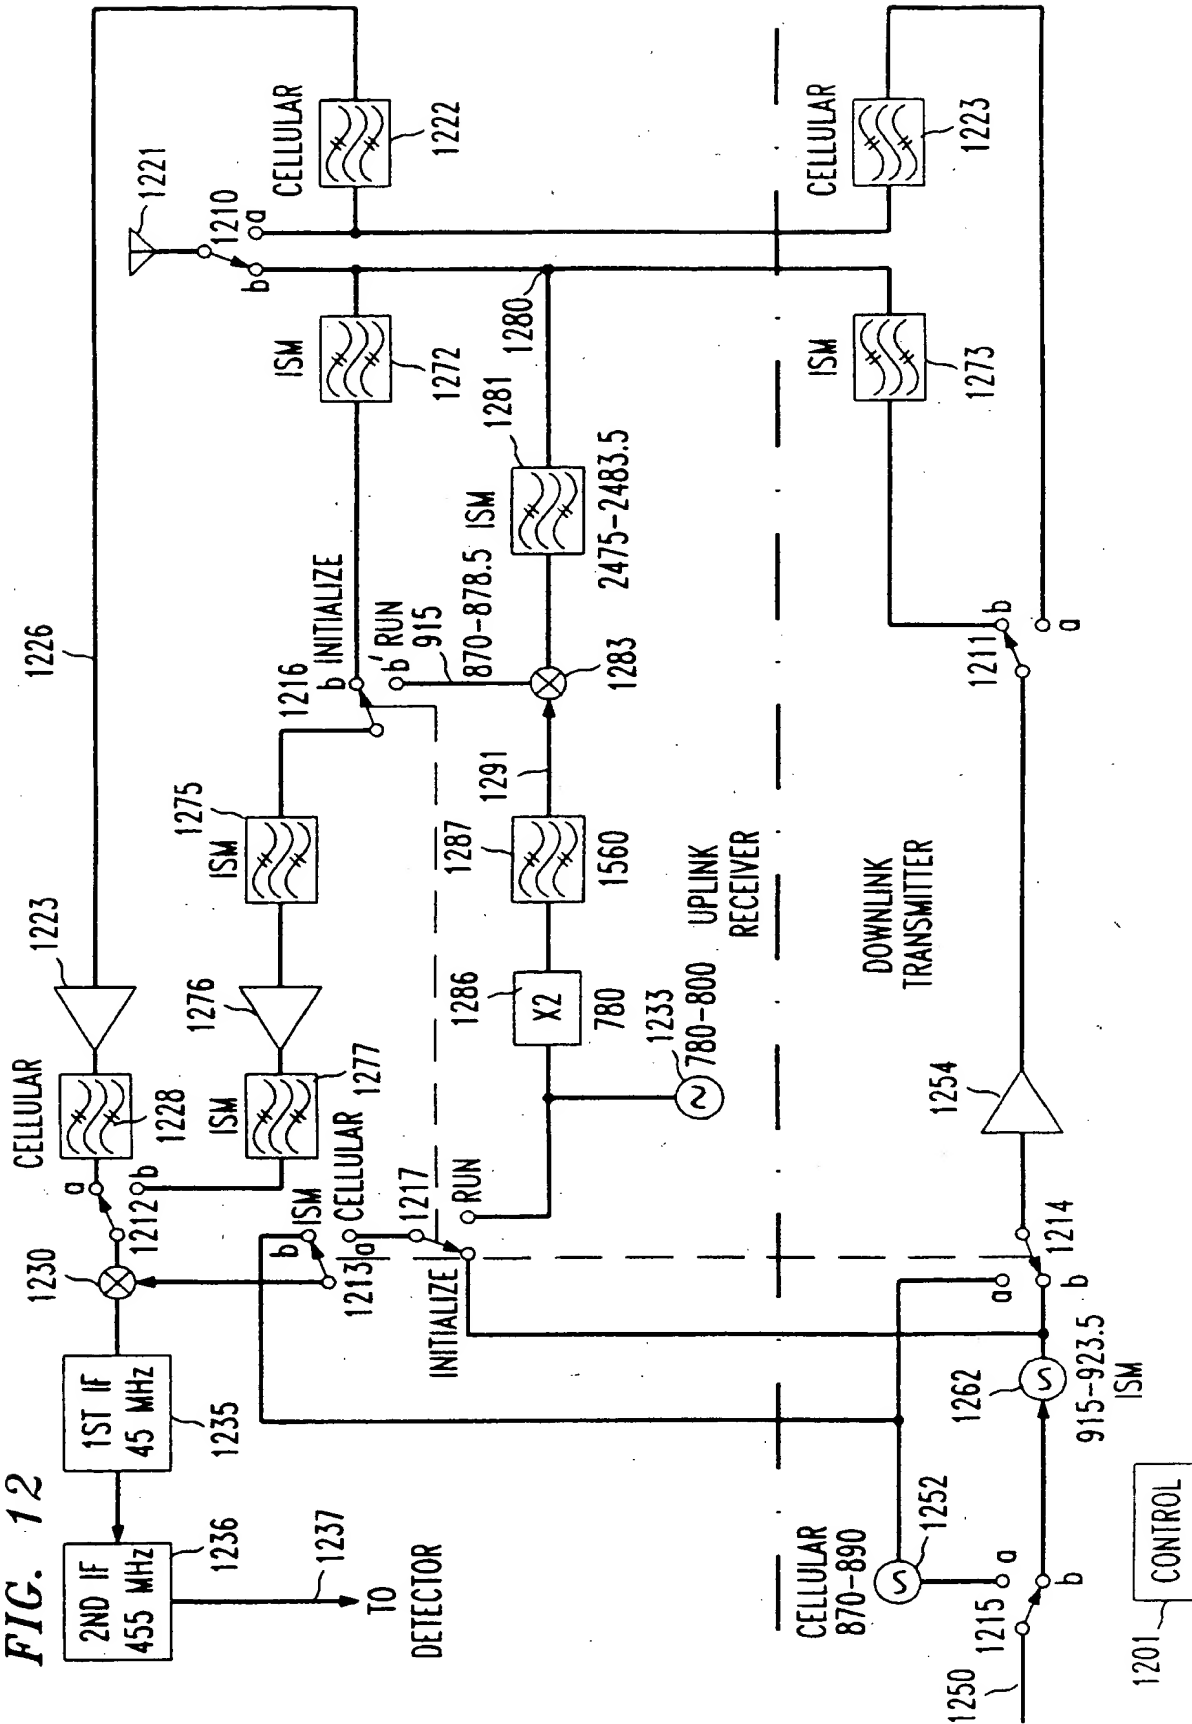 FIG. 12
2ND IF
455 MHz
1236
1237
TO
DETECTOR
1ST IF
45 MHz
1235
1230
1212
a
b
CELLULAR
1228
1223
1226
ISM
1277
1276
ISM
1275
1216
b
INITIALIZE
b' RUN
915
ISM
1272
1221
1210
a
b
CELLULAR
1222
b
ISM
1213
a
CELLULAR
1217
INITIALIZE
RUN
1233
780-800
X2
1286
780
1287
1560
1291
870-878.5
1283
ISM
1281
2475-2483.5
1280
UPLINK
RECEIVER
DOWNLINK
TRANSMITTER
CELLULAR
870-890
1252
1250
1215
a
b
1262
915-923.5
ISM
a
b
1214
1254
1211
b
a
ISM
1273
CELLULAR
1223
CONTROL
1201